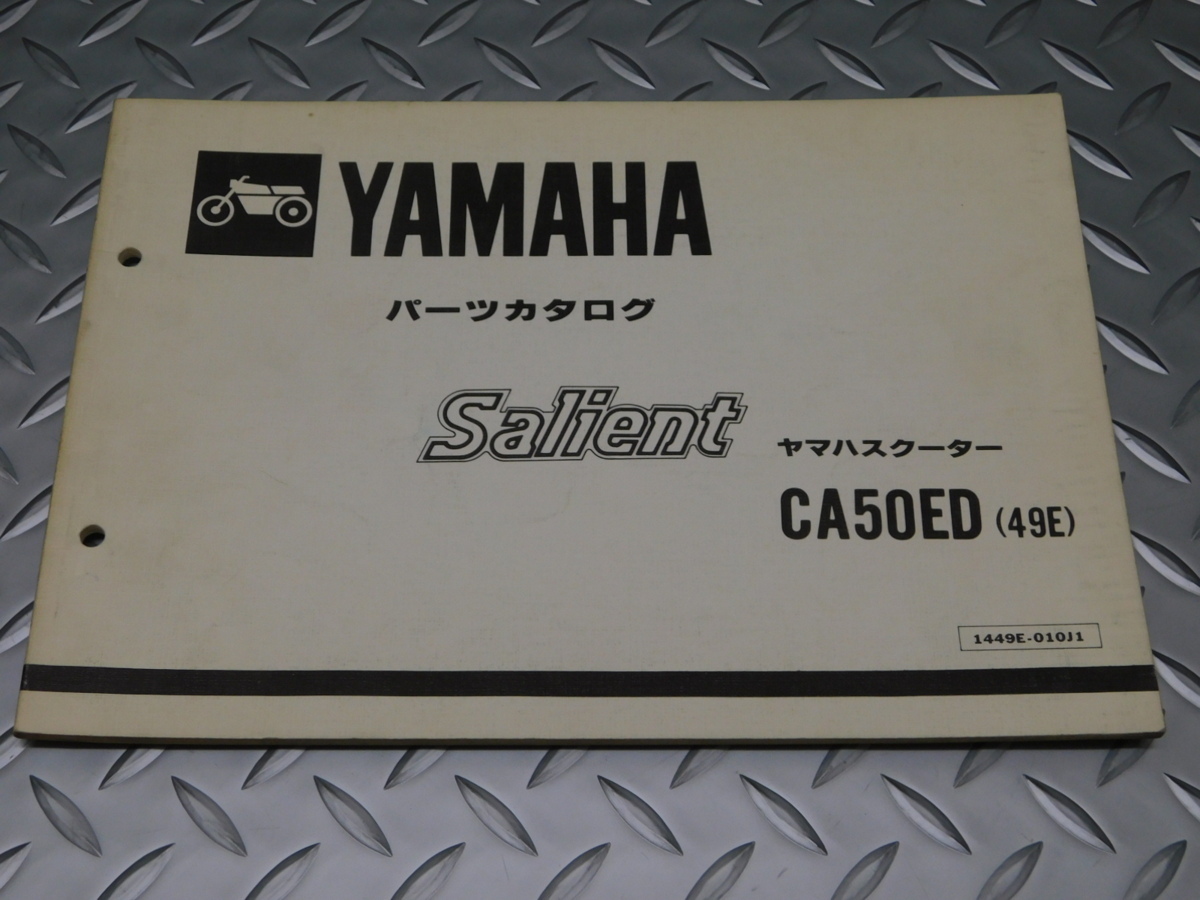 YAMAHA
パーツカタログ
Salient
ヤマハスクーター
CA50ED (49E)
1449E-010J1